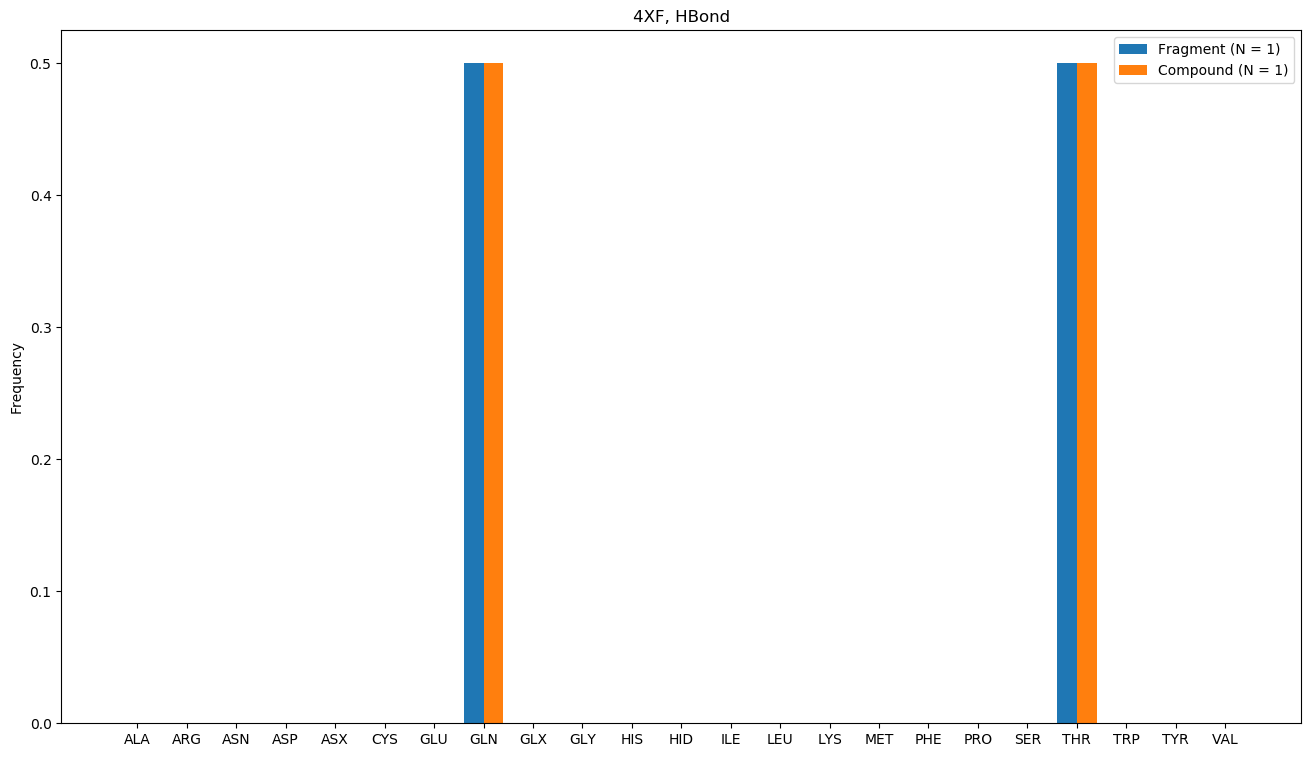 4XF, HBond
Fragment (N = 1)
Compound (N = 1)
Frequency
0.5
0.4
0.3
0.2
0.1
0.0
ALA ARG ASN ASP ASX CYS GLU GLN GLX GLY HIS HID ILE LEU LYS MET PHE PRO SER THR TRP TYR VAL